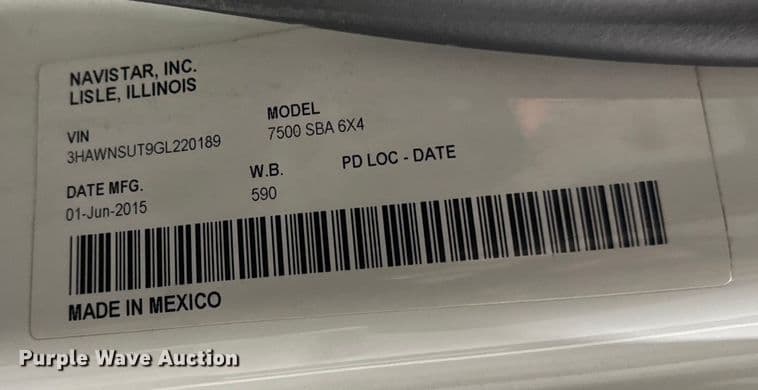 NAVISTAR, INC.
LISLE, ILLINOIS
VIN
3HAWNSUT9GL220189
MODEL
7500 SBA 6X4
DATE MFG.
01-Jun-2015
W.B.
590
PD LOC - DATE
MADE IN MEXICO
Purple Wave Auction